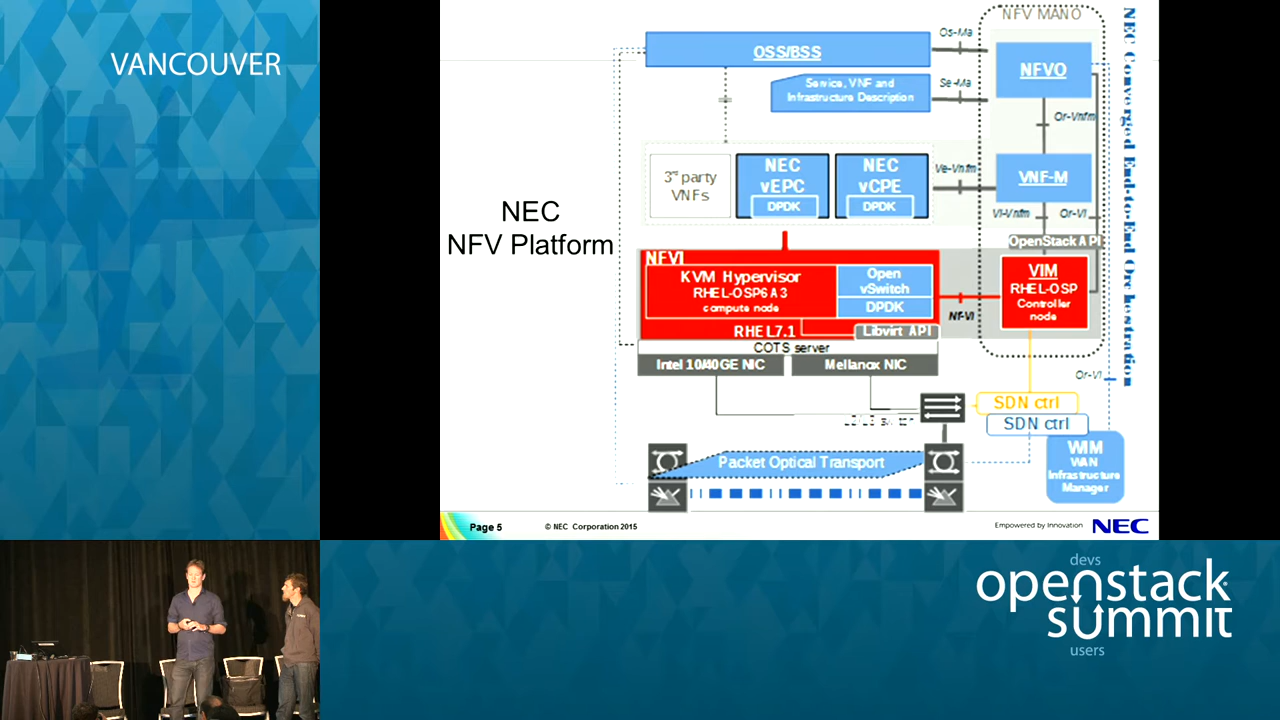 VANCOUVER
NFV MANO
OSS/BSS
Os-Ma
NFVO
Service, VNF and
Infrastructure Description
Se-Ma
Or-Vnfm
3rd party
VNFs
NEC
vEPC
DPDK
NEC
vCPE
DPDK
Ve-Vnfm
VNF-M
NEC
NFV Platform
Vi-Vnfm
Or-Vi
OpenStack API
NFVI
KVM Hypervisor
RHEL-OSP6 A3
compute node
Open
vSwitch
DPDK
RHEL7.1
Libvirt API
Nf-Vi
VIM
RHEL-OSP
Controller
node
COTS server
Intel 10/40GE NIC
Mellanox NIC
Or-Vi
SDN ctrl
SDN ctrl
Packet Optical Transport
WIM
WAN
Infrastructure
Manager
NEC Converged End-to-End Orchestration
Page 5
© NEC Corporation 2015
Empowered by Innovation
NEC
devs
openstack
summit
users